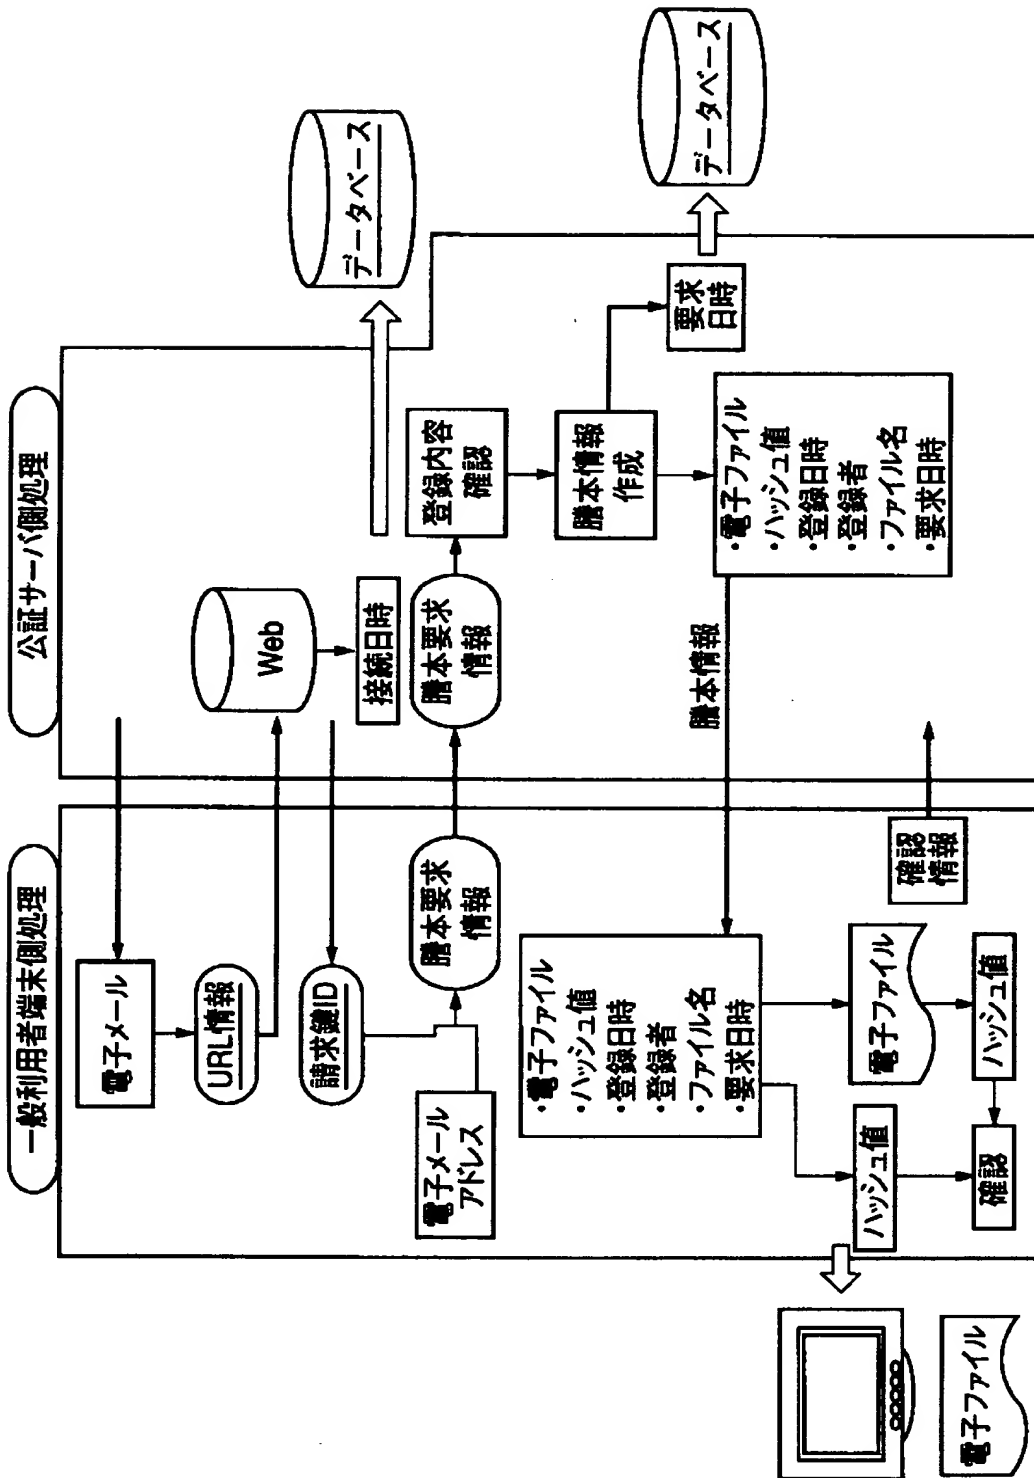 一般利用者端末側処理
電子メール
URL情報
請求鍵ID
電子メール
アドレス
謄本要求
情報
・電子ファイル
・ハッシュ値
・登録日時
・登録者
・ファイル名
・要求日時
ハッシュ値
電子ファイル
ハッシュ値
確認
確認
情報
電子ファイル
公証サーバ側処理
Web
接続日時
謄本要求
情報
登録内容
確認
謄本情報
作成
要求
日時
謄本情報
・電子ファイル
・ハッシュ値
・登録日時
・登録者
・ファイル名
・要求日時
データベース
データベース